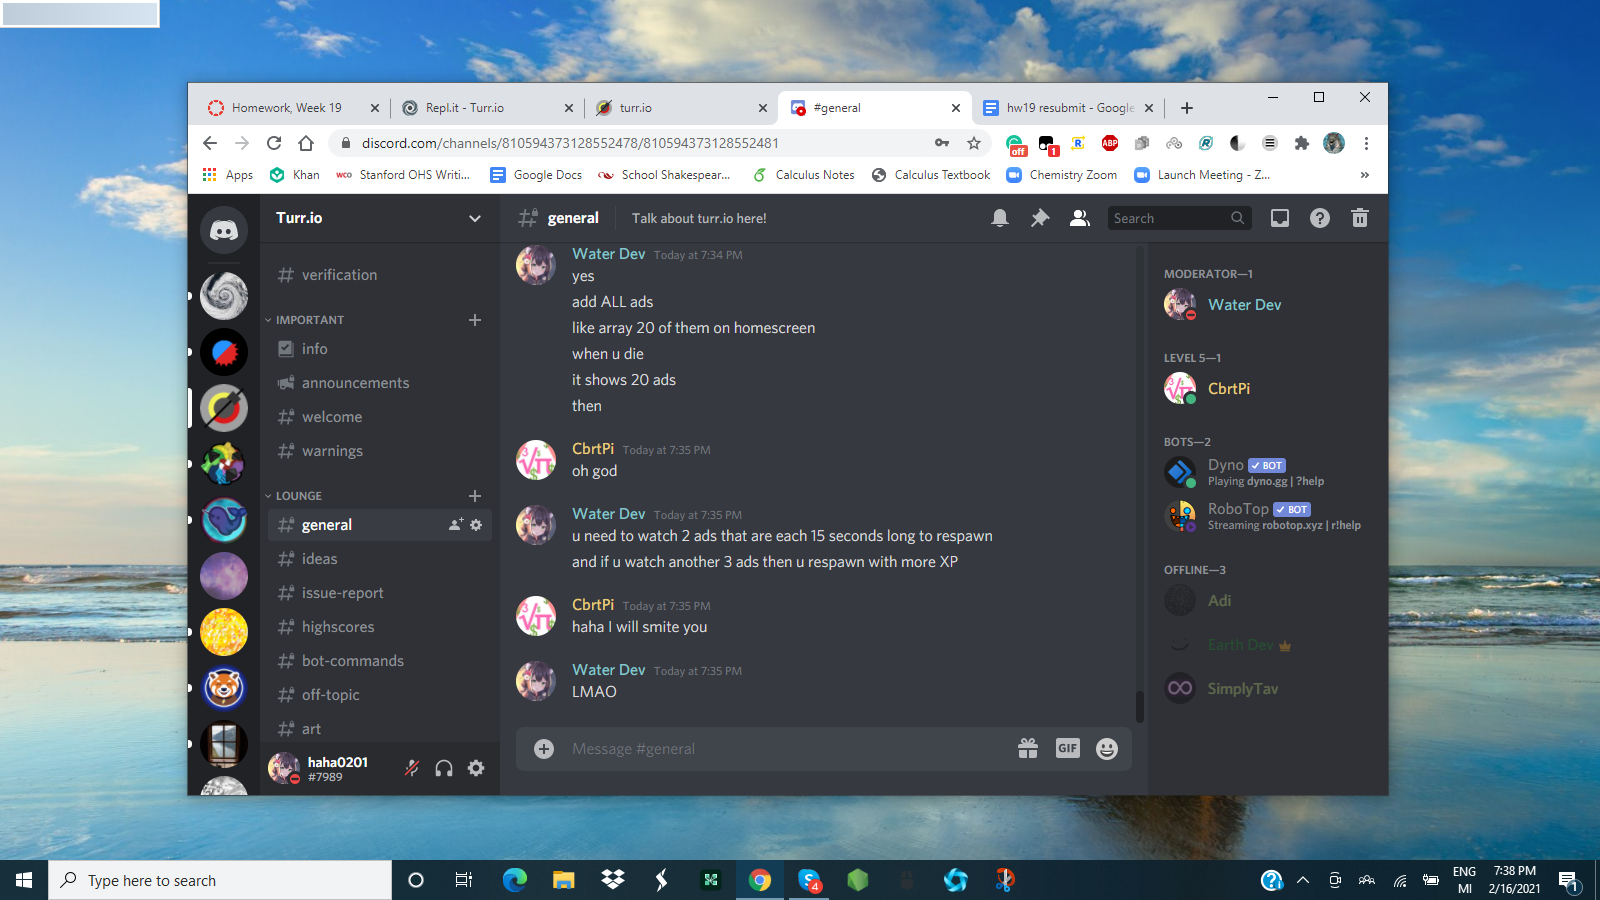 Homework, Week 19
Repl.it - Turr.io
turr.io
#general
hw19 resubmit - Google
discord.com/channels/810594373128552478/810594373128552481
off
1
R
ABP
Apps
Khan
wco
Stanford OHS Writi...
Google Docs
School Shakespear...
Calculus Notes
Calculus Textbook
Chemistry Zoom
Launch Meeting - Z...
»
Turr.io
general
Talk about turr.io here!
Search
verification
IMPORTANT
info
announcements
welcome
warnings
LOUNGE
general
ideas
issue-report
highscores
bot-commands
off-topic
art
haha0201
#7989
Water Dev Today at 7:34 PM
yes
add ALL ads
like array 20 of them on homescreen
when u die
it shows 20 ads
then
CbrtPi Today at 7:35 PM
oh god
Water Dev Today at 7:35 PM
u need to watch 2 ads that are each 15 seconds long to respawn
and if u watch another 3 ads then u respawn with more XP
CbrtPi Today at 7:35 PM
haha I will smite you
Water Dev Today at 7:35 PM
LMAO
Message #general
GIF
MODERATOR—1
Water Dev
LEVEL 5—1
CbrtPi
BOTS—2
Dyno ✓ BOT
Playing dyno.gg | ?help
RoboTop ✓ BOT
Streaming robotop.xyz | r!help
OFFLINE—3
Adi
Earth Dev
SimplyTav
Type here to search
4
ENG
MI
7:38 PM
2/16/2021
1